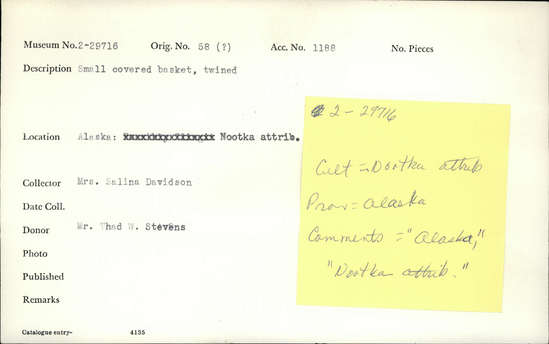 Museum No.2-29716 Orig. No. 58 (?) Acc. No. 1188 No. Pieces
Description Small covered basket, twined
Location Alaska: Nootka attrib.
Collector Mrs. Salina Davidson
Date Coll.
Donor Mr. Thad W. Stevens
Photo
Published
Remarks
Catalogue entry- 4135
2-29716
Cult = Nootka attrib
Prov = Alaska
Comments = "Alaska,"
"Nootka attrib."